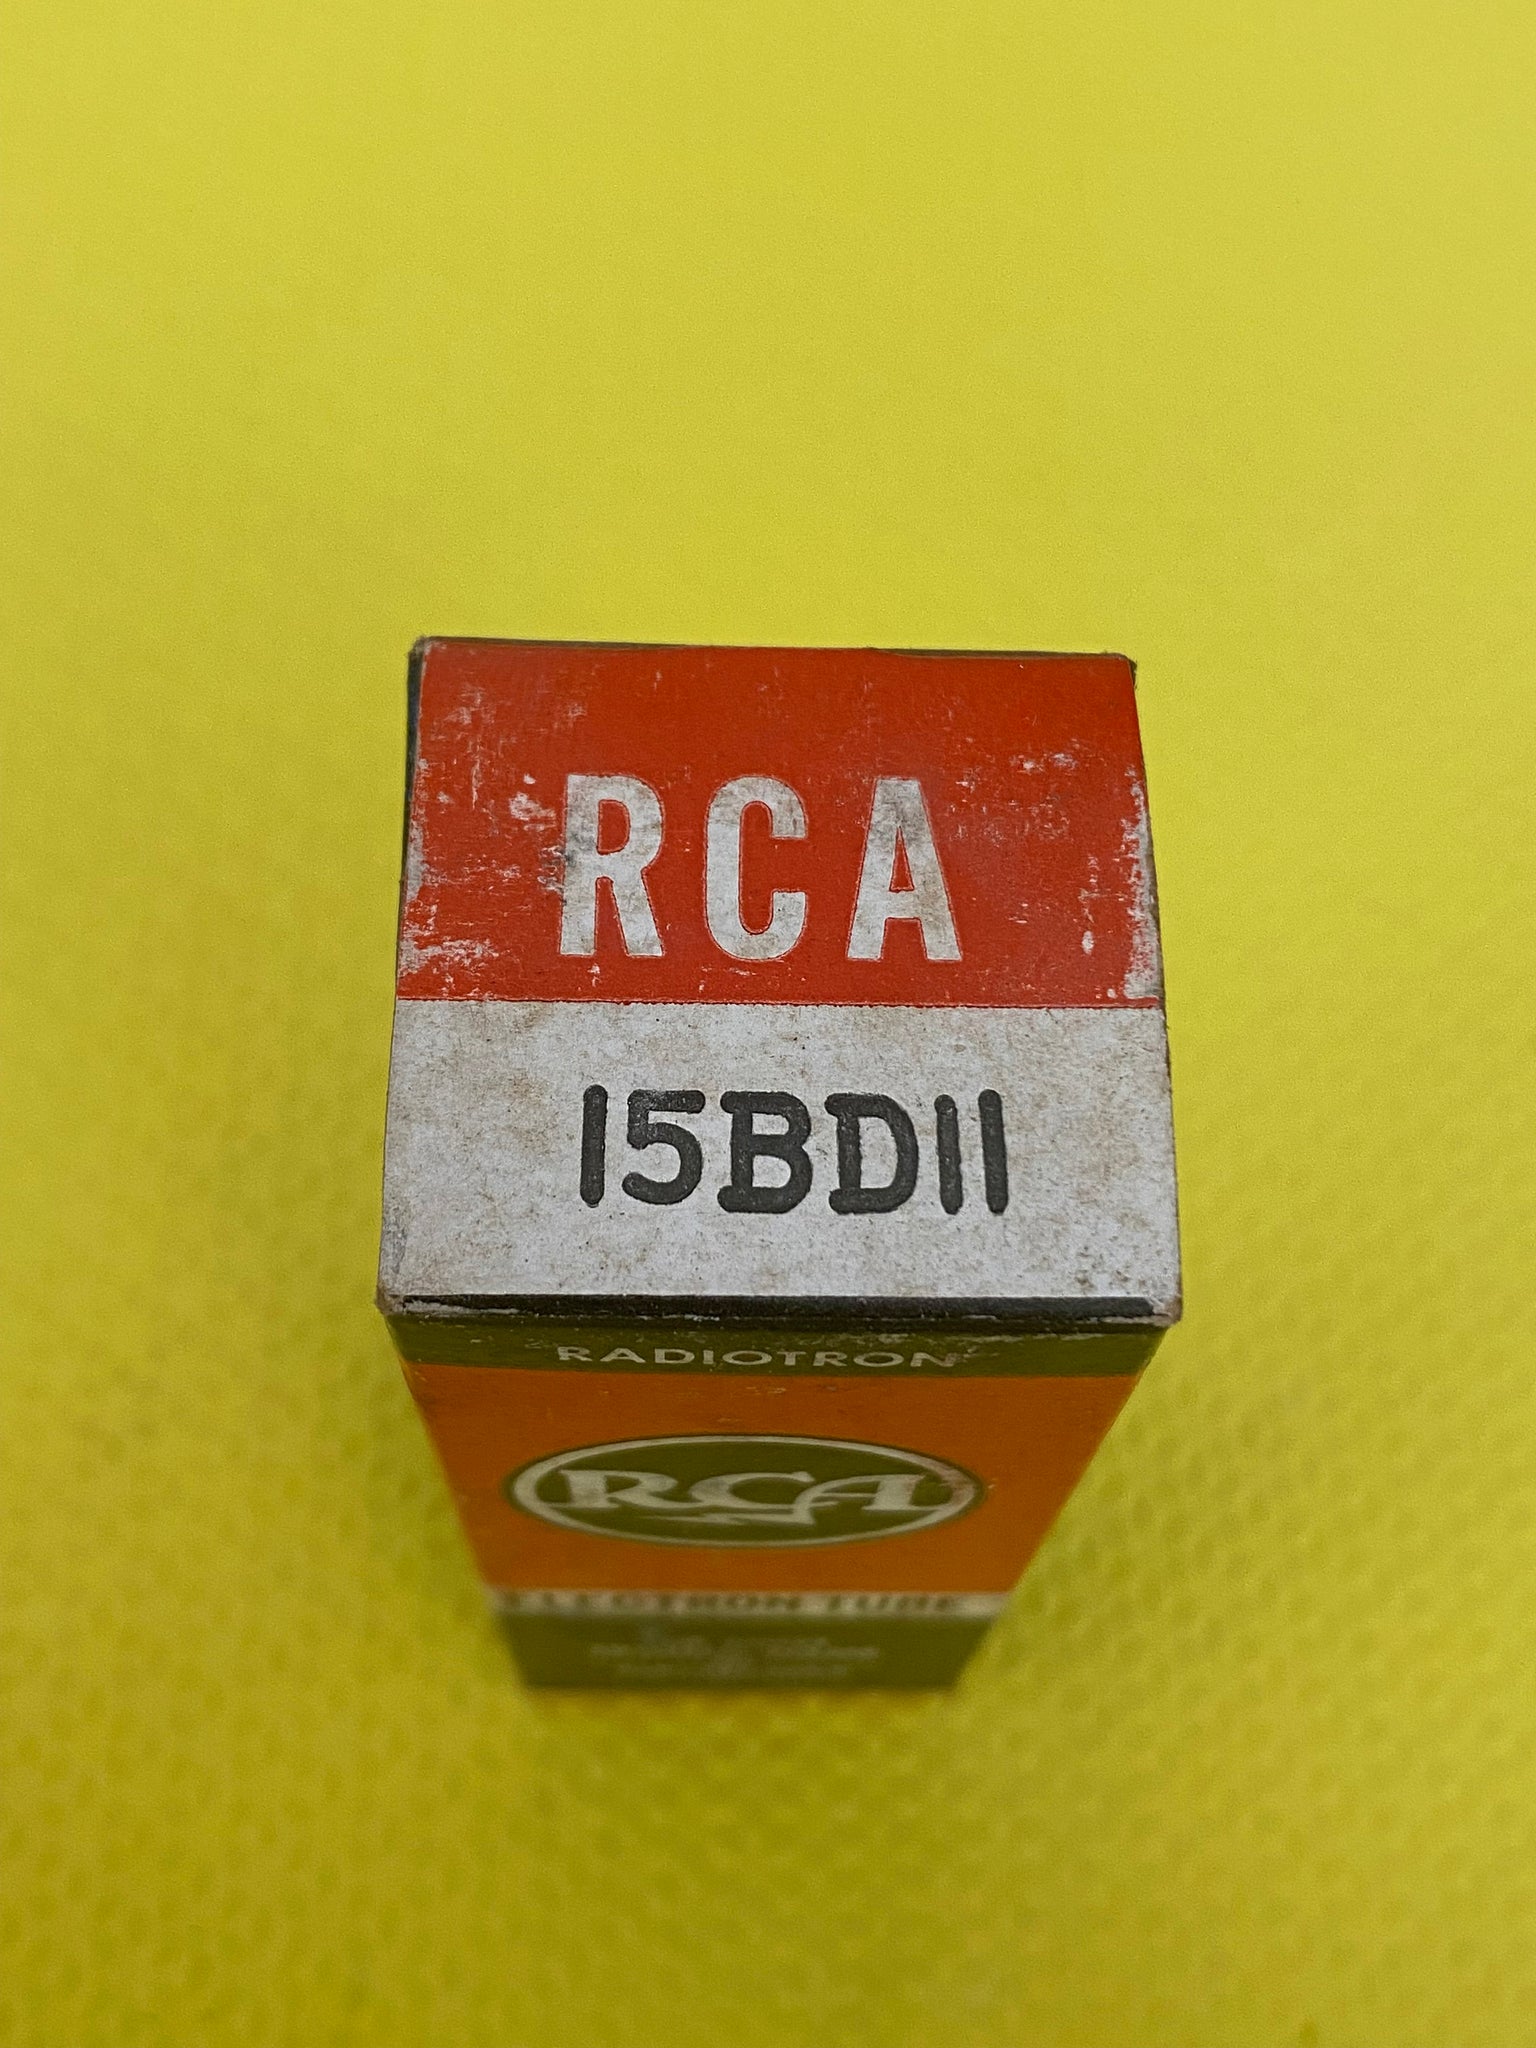 RCA
15BD11
RADIOTRON
RCA
ELECTRON TUBE